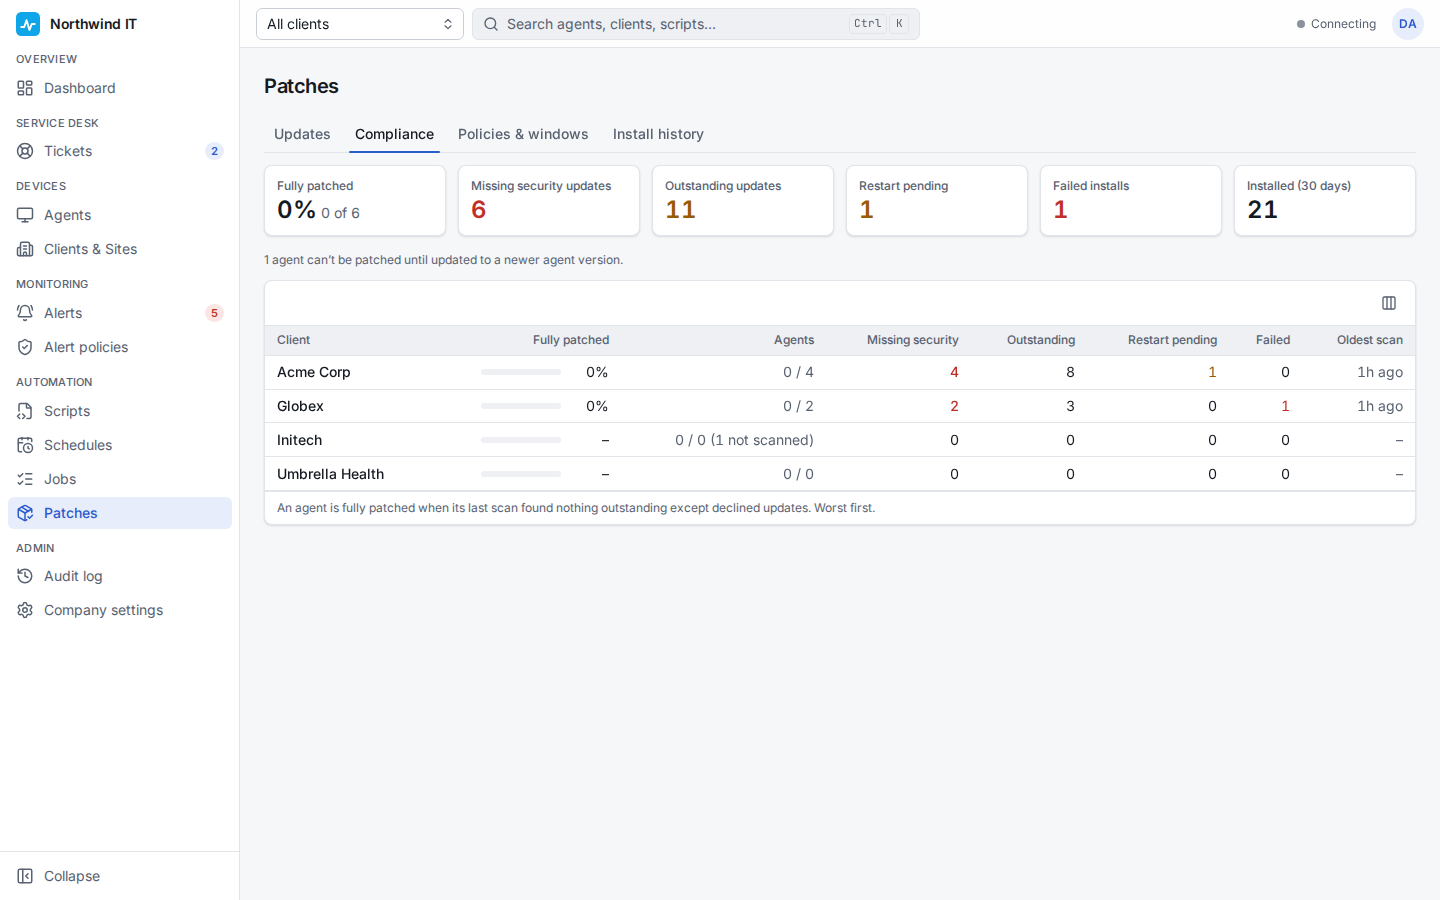 Northwind IT
All clients
Search agents, clients, scripts...
Ctrl K
Connecting
DA
OVERVIEW
Dashboard
SERVICE DESK
Tickets 2
DEVICES
Agents
Clients & Sites
MONITORING
Alerts 5
Alert policies
AUTOMATION
Scripts
Schedules
Jobs
Patches
ADMIN
Audit log
Company settings
Collapse
Patches
Updates Compliance Policies & windows Install history
Fully patched
0% 0 of 6
Missing security updates
6
Outstanding updates
11
Restart pending
1
Failed installs
1
Installed (30 days)
21
1 agent can't be patched until updated to a newer agent version.
Client Fully patched Agents Missing security Outstanding Restart pending Failed Oldest scan
Acme Corp 0% 0 / 4 4 8 1 0 1h ago
Globex 0% 0 / 2 2 3 0 1 1h ago
Initech – 0 / 0 (1 not scanned) 0 0 0 0 –
Umbrella Health – 0 / 0 0 0 0 0 –
An agent is fully patched when its last scan found nothing outstanding except declined updates. Worst first.